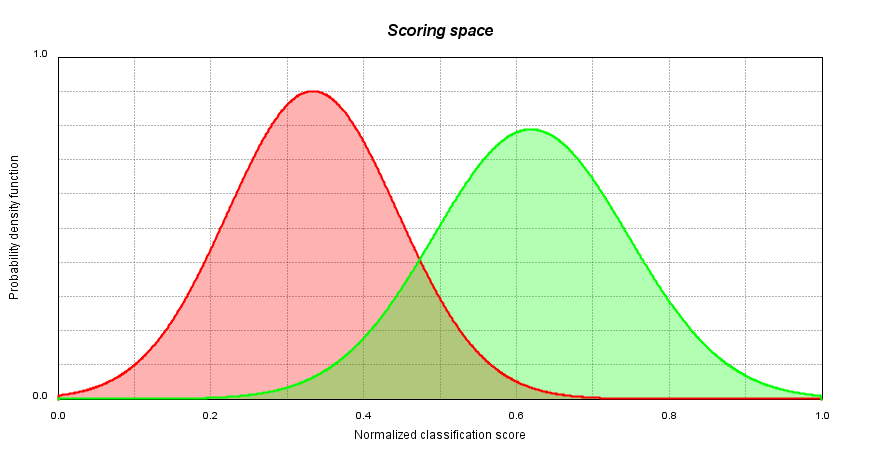 Scoring space
1.0
Probability density function
0.0
0.0 0.2 0.4 0.6 0.8 1.0
Normalized classification score